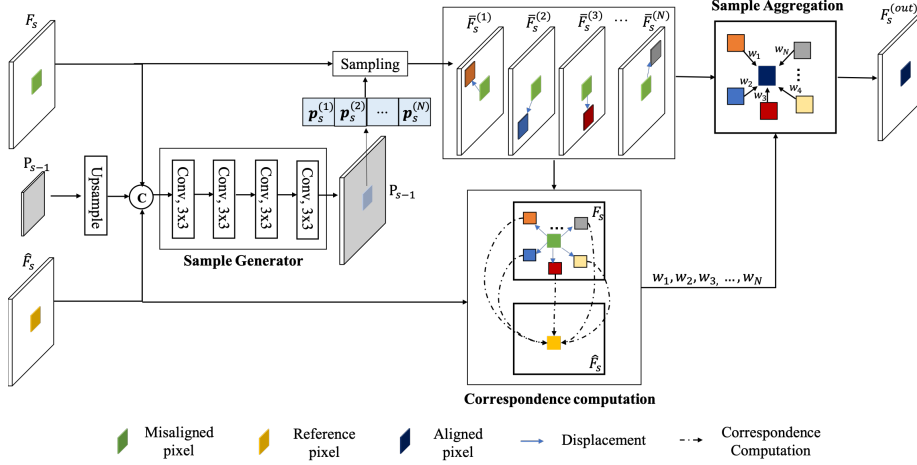 F_s
P_{s-1}
F̂_s
Upsample
C
Conv, 3x3
Conv, 3x3
Conv, 3x3
Conv, 3x3
Sample Generator
P_{s-1}
Sampling
p_s^{(1)} p_s^{(2)} ... p_s^{(N)}
F̄_s^{(1)} F̄_s^{(2)} F̄_s^{(3)} ... F̄_s^{(N)}
Sample Aggregation
w_1 w_N
w_2 w_3 w_4
⋮
F_s^{(out)}
F_s
...
F̂_s
Correspondence computation
w_1, w_2, w_3, ..., w_N
Misaligned
pixel
Reference
pixel
Aligned
pixel
Displacement
Correspondence
Computation